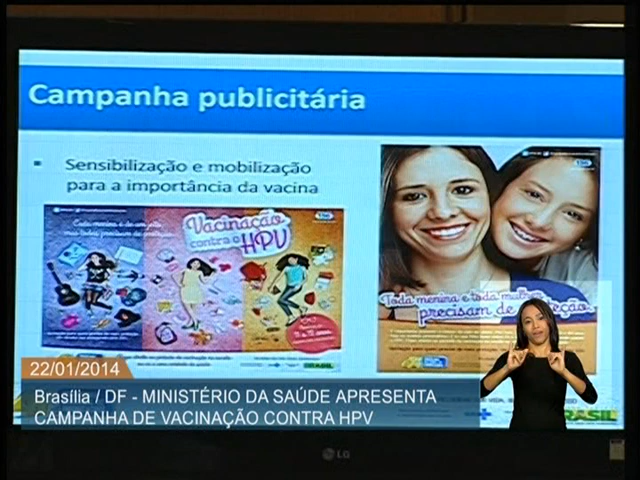 Campanha publicitária
Sensibilização e mobilização
para a importância da vacina
Vacinação
contra o
HPV
Toda menina e toda mulher
precisam de
BRASIL
22/01/2014
Brasília / DF - MINISTÉRIO DA SAÚDE APRESENTA
CAMPANHA DE VACINAÇÃO CONTRA HPV
BRASIL
LG